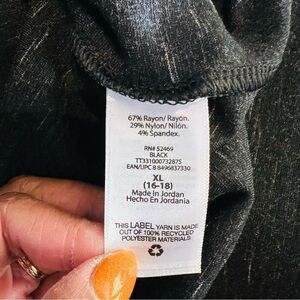 67% Rayon/ Rayón.
29% Nylon/ Nilón.
4% Spandex.
RN# 52469
BLACK
TT331000732875
EAN/UPC 8 8496837330
XL
(16-18)
Made In Jordan
Hecho En Jordania
THIS LABEL YARN IS MADE
OUT OF 100% RECYCLED
POLYESTER MATERIALS